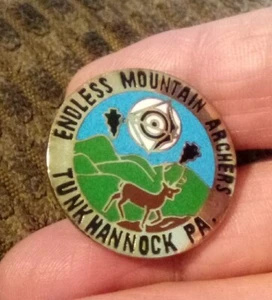 ENDLESS MOUNTAIN ARCHERS
TUNKHANNOCK PA.